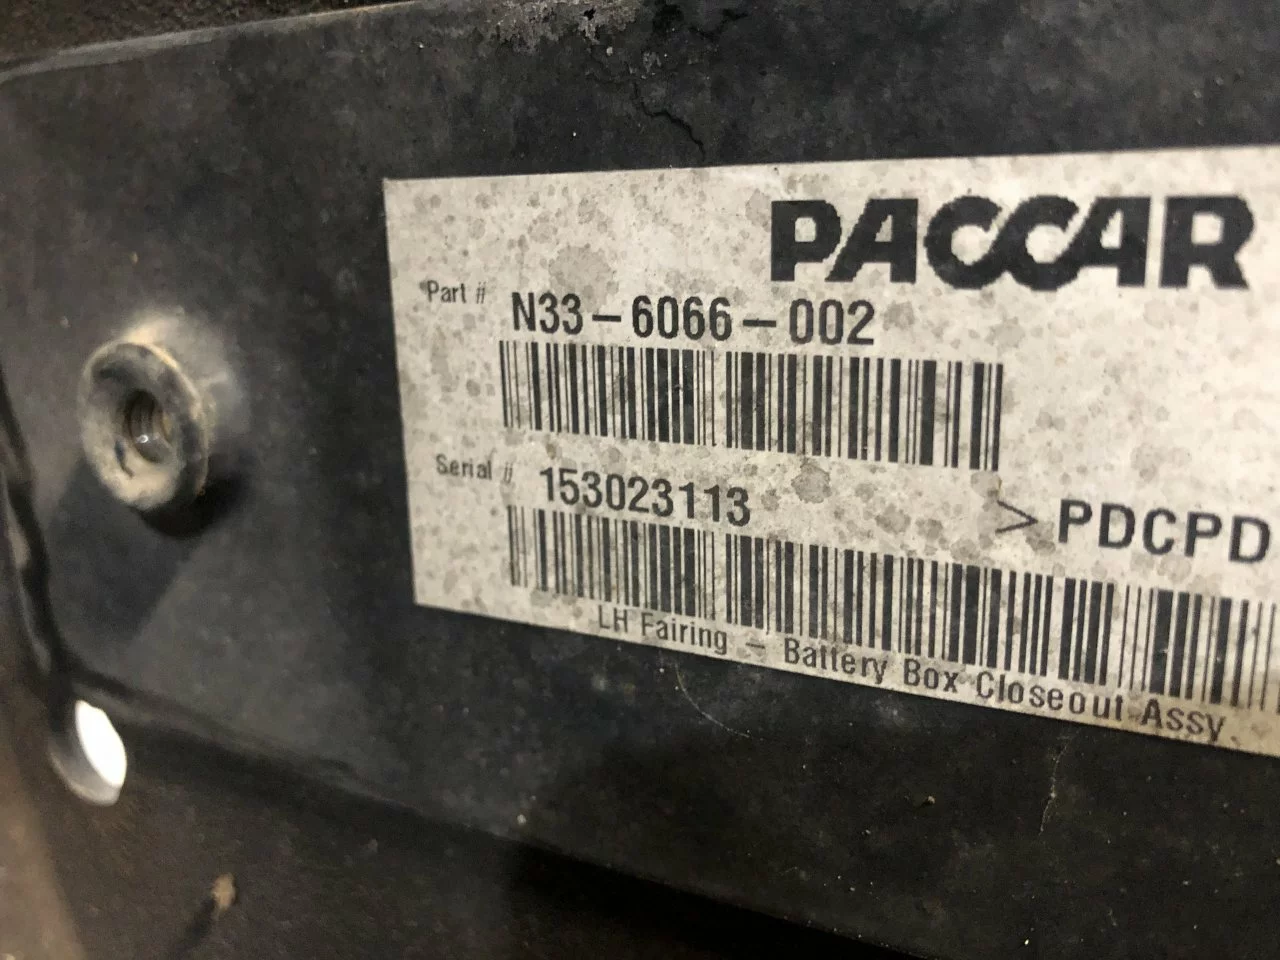 PACCAR
Part # N33-6066-002
Serial # 153023113
> PDCPD
LH Fairing - Battery Box Closeout Assy.